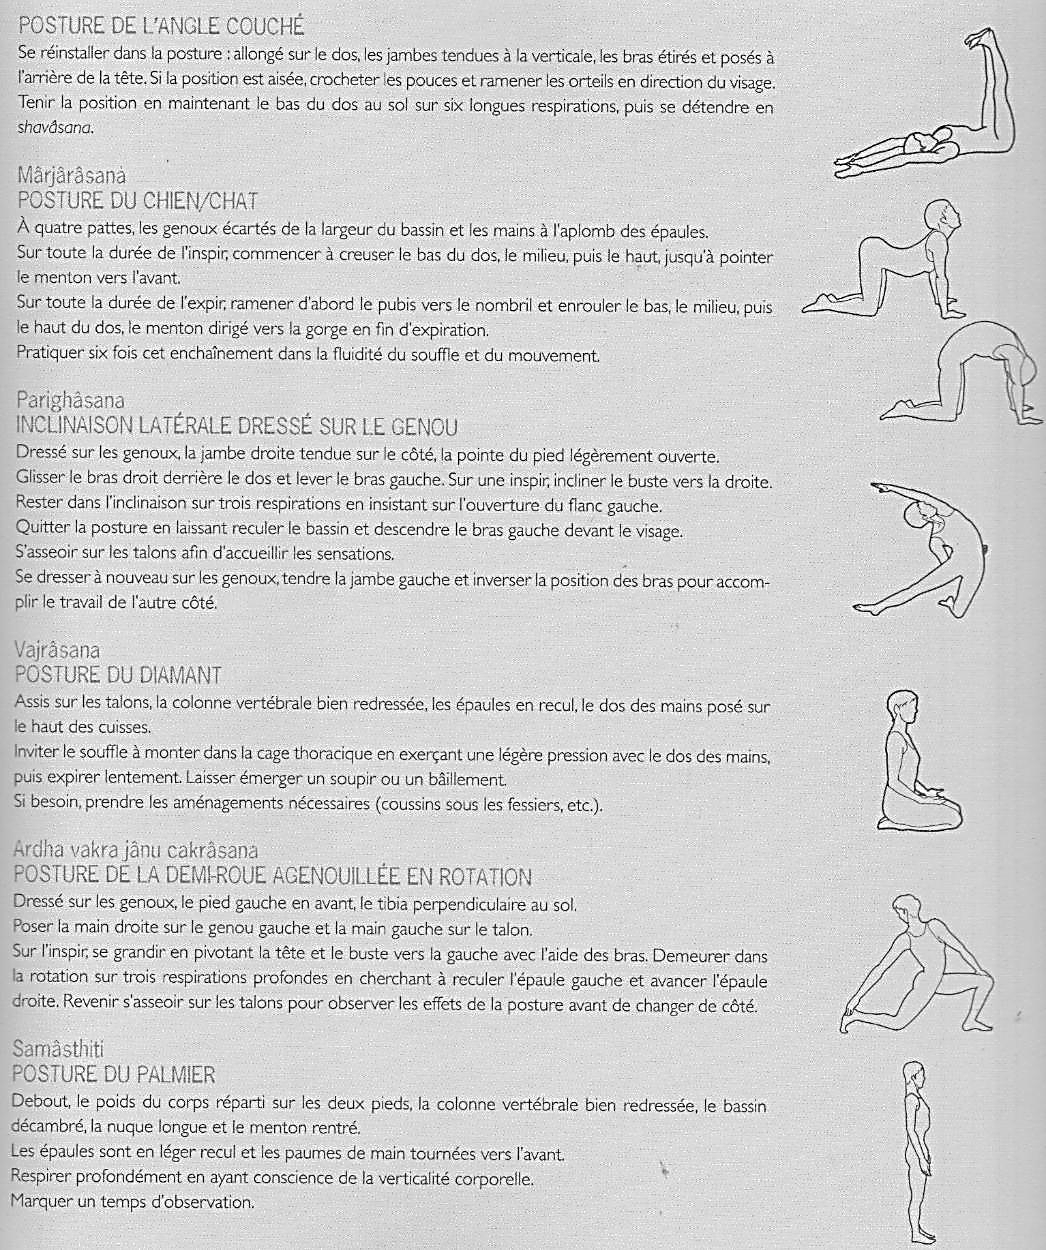 POSTURE DE L'ANGLE COUCHÉ
Se réinstaller dans la posture : allongé sur le dos, les jambes tendues à la verticale, les bras étirés et posés à
l'arrière de la tête. Si la position est aisée, crocheter les pouces et ramener les orteils en direction du visage.
Tenir la position en maintenant le bas du dos au sol sur six longues respirations, puis se détendre en
shavâsana.
Mârjârâsana
POSTURE DU CHIEN/CHAT
À quatre pattes, les genoux écartés de la largeur du bassin et les mains à l'aplomb des épaules.
Sur toute la durée de l'inspir, commencer à creuser le bas du dos, le milieu, puis le haut, jusqu'à pointer
le menton vers l'avant.
Sur toute la durée de l'expir, ramener d'abord le pubis vers le nombril et enrouler le bas, le milieu, puis
le haut du dos, le menton dirigé vers la gorge en fin d'expiration.
Pratiquer six fois cet enchaînement dans la fluidité du souffle et du mouvement.
Parighâsana
INCLINAISON LATÉRALE DRESSÉ SUR LE GENOU
Dressé sur les genoux, la jambe droite tendue sur le côté, la pointe du pied légèrement ouverte.
Glisser le bras droit derrière le dos et lever le bras gauche. Sur une inspir, incliner le buste vers la droite.
Rester dans l'inclinaison sur trois respirations en insistant sur l'ouverture du flanc gauche.
Quitter la posture en laissant reculer le bassin et descendre le bras gauche devant le visage.
S'asseoir sur les talons afin d'accueillir les sensations.
Se dresser à nouveau sur les genoux, tendre la jambe gauche et inverser la position des bras pour accom-
plir le travail de l'autre côté.
Vajrâsana
POSTURE DU DIAMANT
Assis sur les talons, la colonne vertébrale bien redressée, les épaules en recul, le dos des mains posé sur
le haut des cuisses.
Inviter le souffle à monter dans la cage thoracique en exerçant une légère pression avec le dos des mains,
puis expirer lentement. Laisser émerger un soupir ou un bâillement.
Si besoin, prendre les aménagements nécessaires (coussins sous les fessiers, etc.).
Ardha vakra jânu cakrâsana
POSTURE DE LA DEMI-ROUE AGENOUILLÉE EN ROTATION
Dressé sur les genoux, le pied gauche en avant, le tibia perpendiculaire au sol.
Poser la main droite sur le genou gauche et la main gauche sur le talon.
Sur l'inspir, se grandir en pivotant la tête et le buste vers la gauche avec l'aide des bras. Demeurer dans
la rotation sur trois respirations profondes en cherchant à reculer l'épaule gauche et avancer l'épaule
droite. Revenir s'asseoir sur les talons pour observer les effets de la posture avant de changer de côté.
Samâsthiti
POSTURE DU PALMIER
Debout, le poids du corps réparti sur les deux pieds, la colonne vertébrale bien redressée, le bassin
décambré, la nuque longue et le menton rentré.
Les épaules sont en léger recul et les paumes de main tournées vers l'avant.
Respirer profondément en ayant conscience de la verticalité corporelle.
Marquer un temps d'observation.